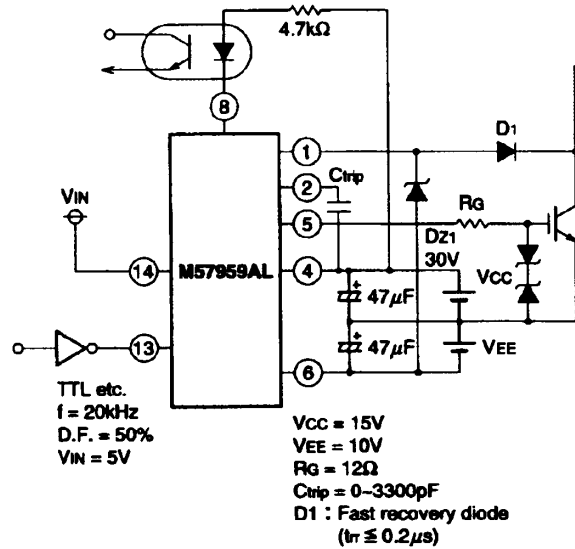 4.7kΩ
8
1
D1
2
Ctrip
VIN
5
RG
DZ1
30V
VCC
14
M57959AL
4
+
47µF
13
+
47µF
VEE
6
TTL etc.
f = 20kHz
D.F. = 50%
VIN = 5V
VCC = 15V
VEE = 10V
RG = 12Ω
Ctrip = 0~3300pF
D1 : Fast recovery diode
(trr ≦ 0.2µs)